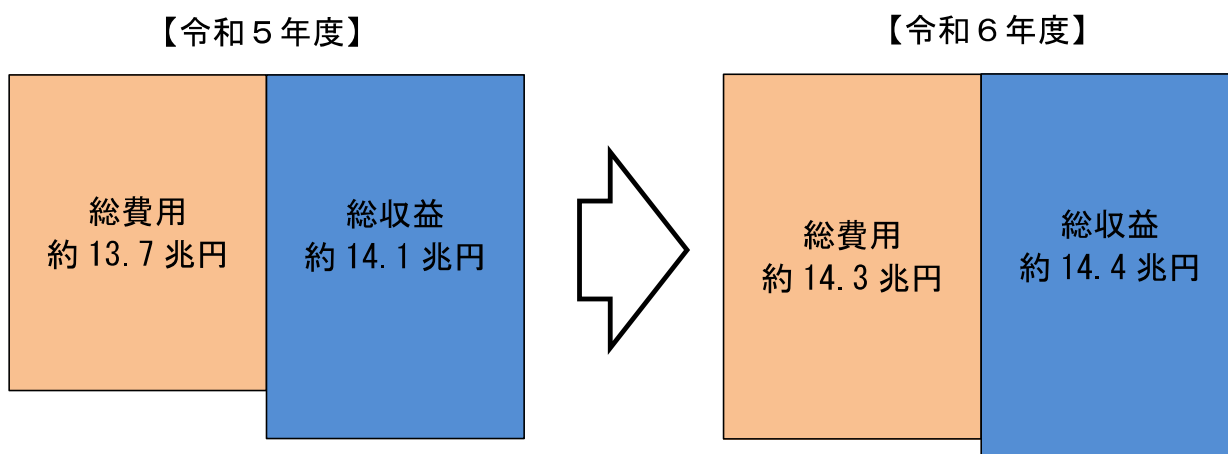 【令和５年度】
総費用
約 13.7 兆円
総収益
約 14.1 兆円
【令和６年度】
総費用
約 14.3 兆円
総収益
約 14.4 兆円